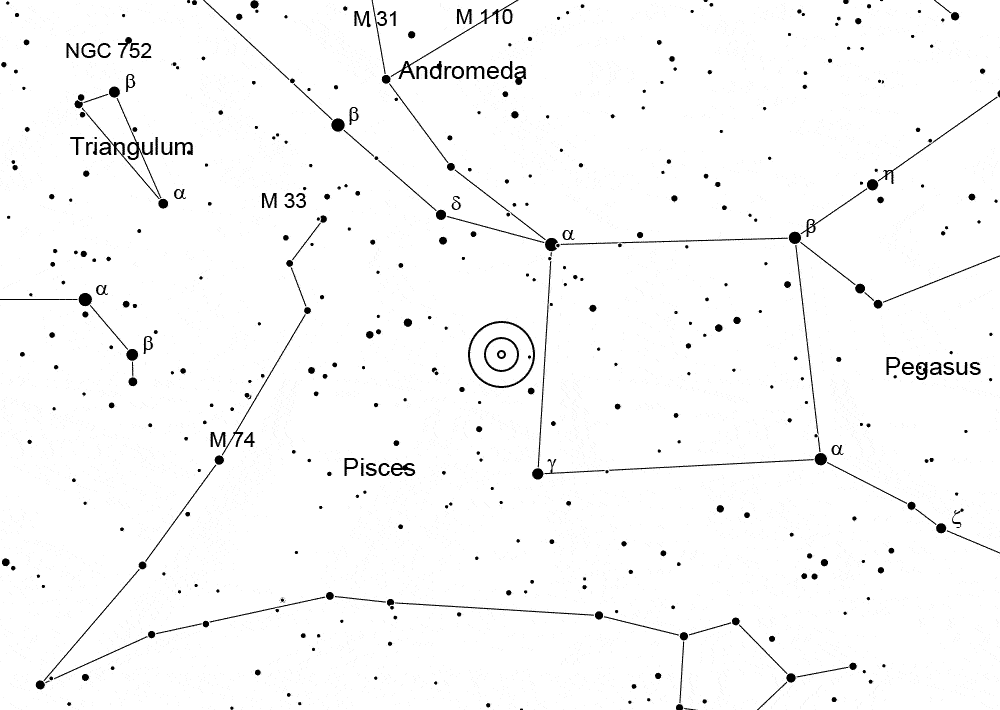 M 31
M 110
NGC 752
Andromeda
β
β
Triangulum
η
α
M 33
δ
α
β
α
β
Pegasus
M 74
α
Pisces
γ
ζ